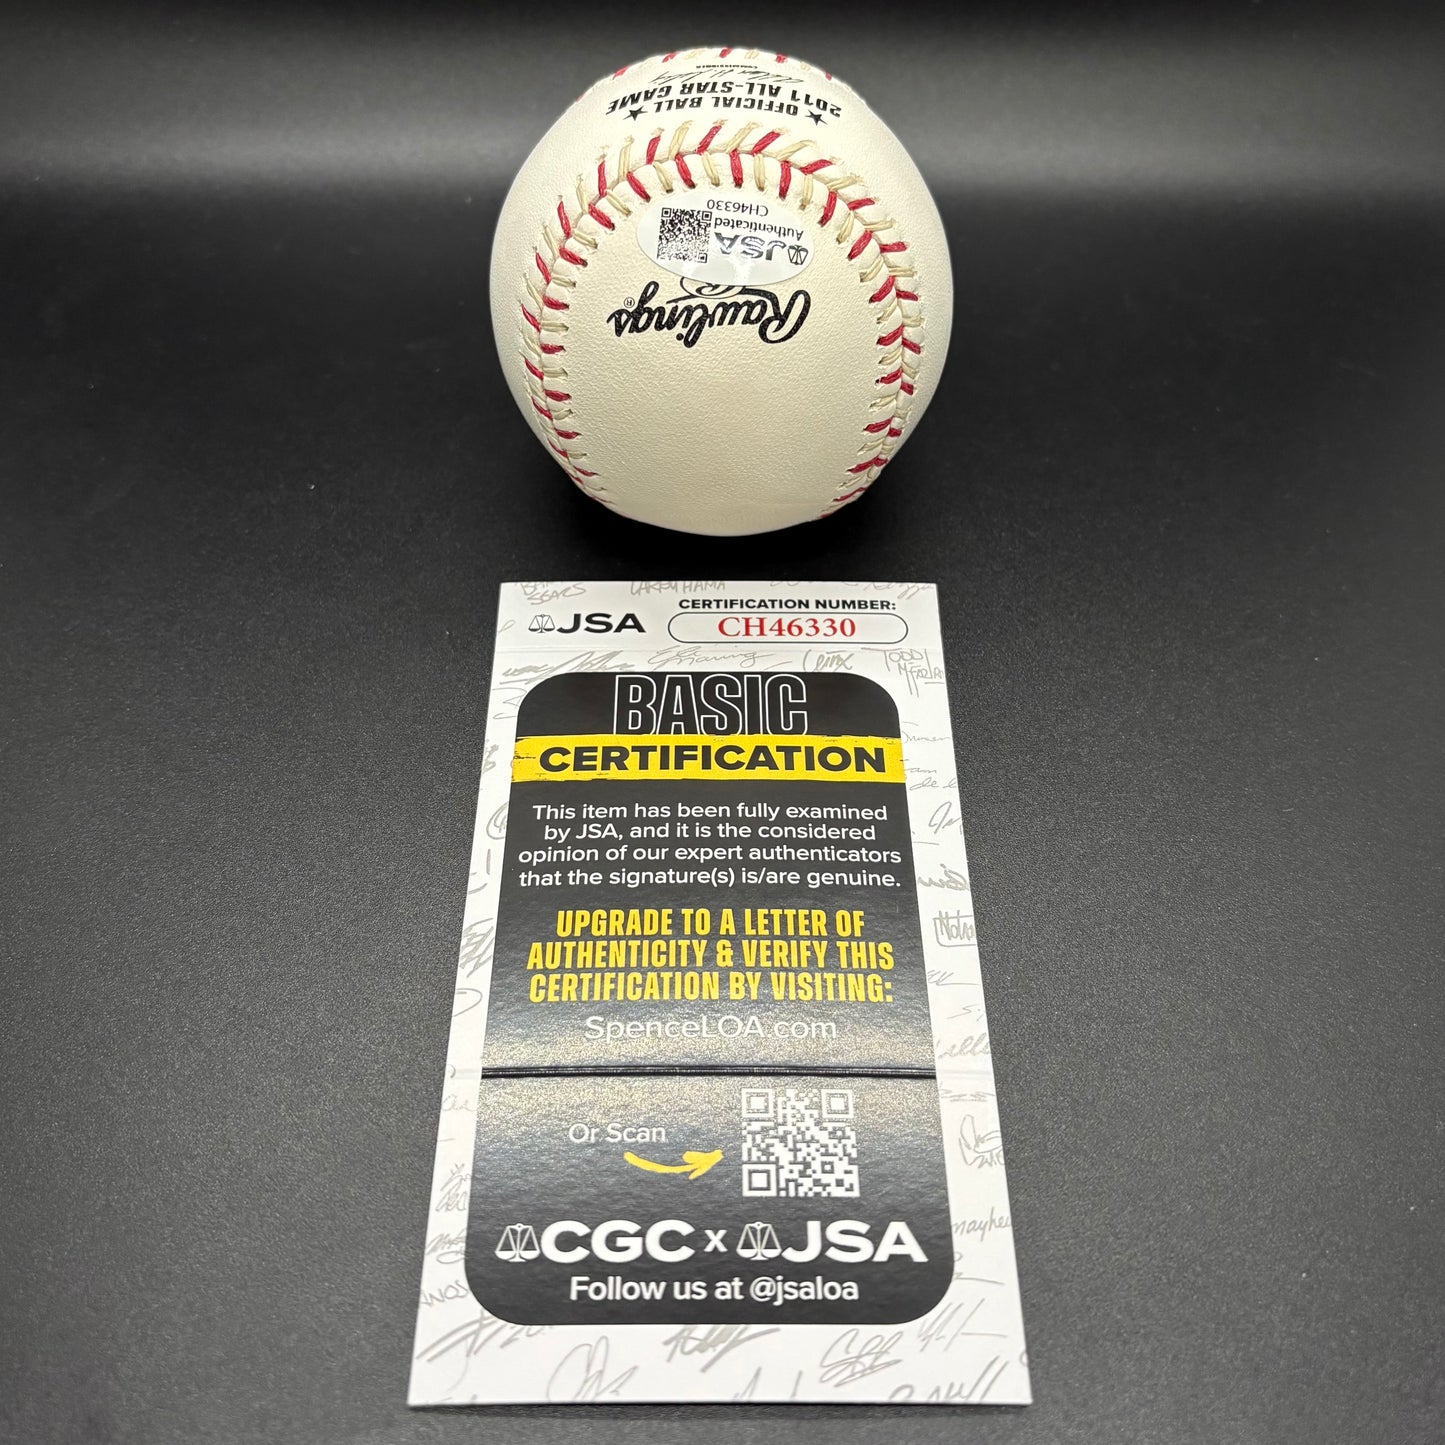 COMMISSIONER
2011 ALL-STAR GAME
OFFICIAL BALL
CH46330
Authenticated
JSA
Rawlings®
JSA
CERTIFICATION NUMBER:
CH46330
BASIC
CERTIFICATION
This item has been fully examined
by JSA, and it is the considered
opinion of our expert authenticators
that the signature(s) is/are genuine.
UPGRADE TO A LETTER OF
AUTHENTICITY & VERIFY THIS
CERTIFICATION BY VISITING:
SpenceLOA.com
Or Scan
CGC x JSA
Follow us at @jsaloa